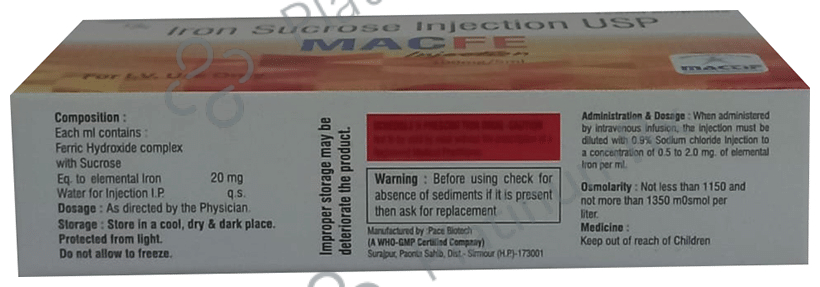 Iron Sucrose Injection USP
MACFE
Injection
100mg/5ml
For I.V. Use Only
Composition :
Each ml contains :
Ferric Hydroxide complex
with Sucrose
Eq. to elemental Iron 20 mg
Water for Injection I.P. q.s.
Dosage : As directed by the Physician.
Storage : Store in a cool, dry & dark place.
Protected from light.
Do not allow to freeze.
Improper storage may be
deteriorate the product.
Warning : Before using check for
absence of sediments if it is present
then ask for replacement
Manufactured by :Pace Biotech
(A WHO-GMP Certified Company)
Surajpur, Paonta Sahib, Dist - Sirmour (H.P)-173001
Administration & Dosage : When administered
by intravenous infusion, the injection must be
diluted with 0.9% Sodium chloride Injection to
a concentration of 0.5 to 2.0 mg. of elemental
Iron per ml.
Osmolarity : Not less than 1150 and
not more than 1350 mOsmol per
liter.
Medicine :
Keep out of reach of Children